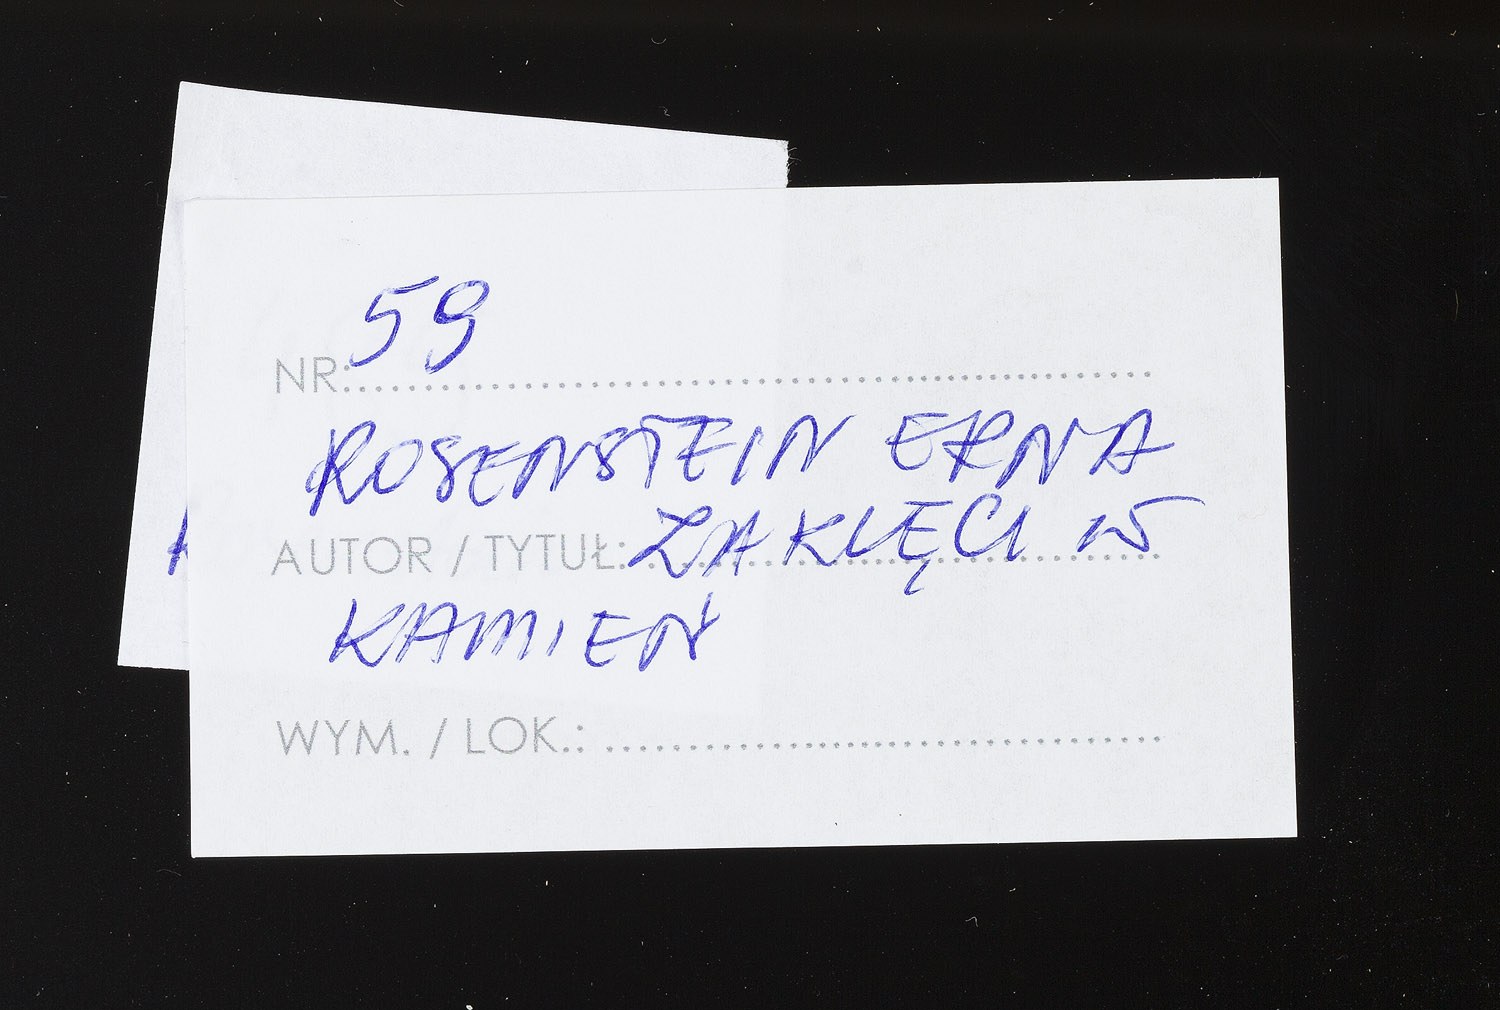 NR: 59
ROSENSTEIN ERNA
AUTOR / TYTUŁ: ZAKLĘCI W
KAMIEŃ
WYM. / LOK.: